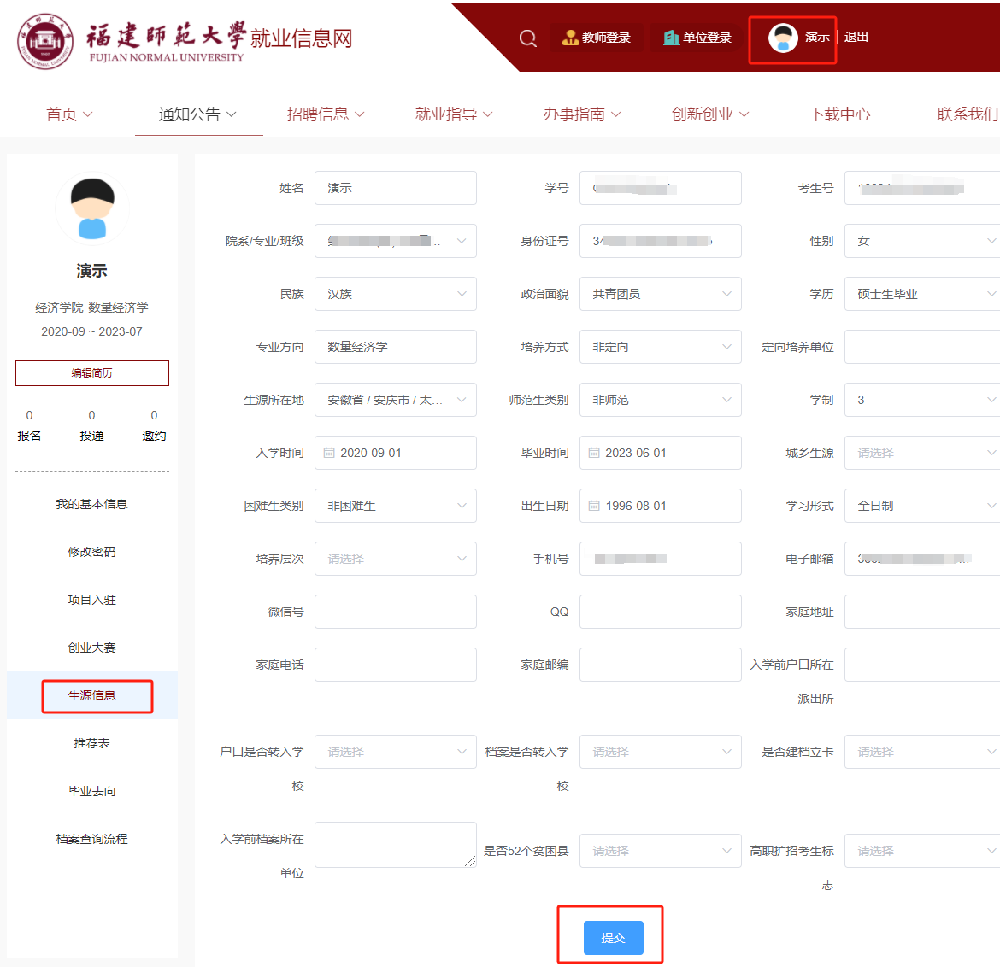 福建師範大學 就业信息网
FUJIAN NORMAL UNIVERSITY
教师登录 单位登录 演示 退出
首页 通知公告 招聘信息 就业指导 办事指南 创新创业 下载中心 联系我们
演示
经济学院 数量经济学
2020-09 ~ 2023-07
编辑简历
0 0 0
报名 投递 邀约
我的基本信息
修改密码
项目入驻
创业大赛
生源信息
推荐表
毕业去向
档案查询流程
姓名 演示 学号 考生号
院系/专业/班级 身份证号 34 性别 女
民族 汉族 政治面貌 共青团员 学历 硕士生毕业
专业方向 数量经济学 培养方式 非定向 定向培养单位
生源所在地 安徽省 / 安庆市 / 太... 师范生类别 非师范 学制 3
入学时间 2020-09-01 毕业时间 2023-06-01 城乡生源 请选择
困难生类别 非困难生 出生日期 1996-08-01 学习形式 全日制
培养层次 请选择 手机号 电子邮箱
微信号 QQ 家庭地址
家庭电话 家庭邮编 入学前户口所在
派出所
户口是否转入学 请选择 档案是否转入学 请选择 是否建档立卡 请选择
校 校
入学前档案所在 是否52个贫困县 请选择 高职扩招考生标 请选择
单位 志
提交